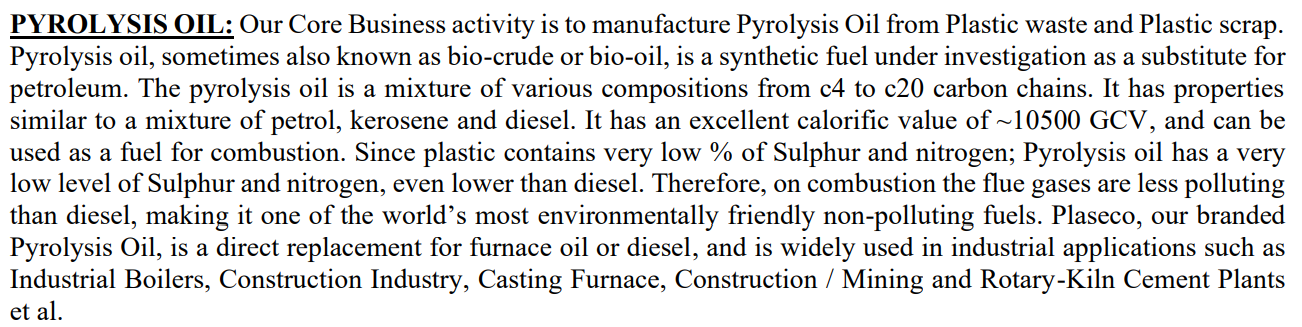 PYROLYSIS OIL: Our Core Business activity is to manufacture Pyrolysis Oil from Plastic waste and Plastic scrap.
Pyrolysis oil, sometimes also known as bio-crude or bio-oil, is a synthetic fuel under investigation as a substitute for
petroleum. The pyrolysis oil is a mixture of various compositions from c4 to c20 carbon chains. It has properties
similar to a mixture of petrol, kerosene and diesel. It has an excellent calorific value of ~10500 GCV, and can be
used as a fuel for combustion. Since plastic contains very low % of Sulphur and nitrogen; Pyrolysis oil has a very
low level of Sulphur and nitrogen, even lower than diesel. Therefore, on combustion the flue gases are less polluting
than diesel, making it one of the world’s most environmentally friendly non-polluting fuels. Plaseco, our branded
Pyrolysis Oil, is a direct replacement for furnace oil or diesel, and is widely used in industrial applications such as
Industrial Boilers, Construction Industry, Casting Furnace, Construction / Mining and Rotary-Kiln Cement Plants
et al.